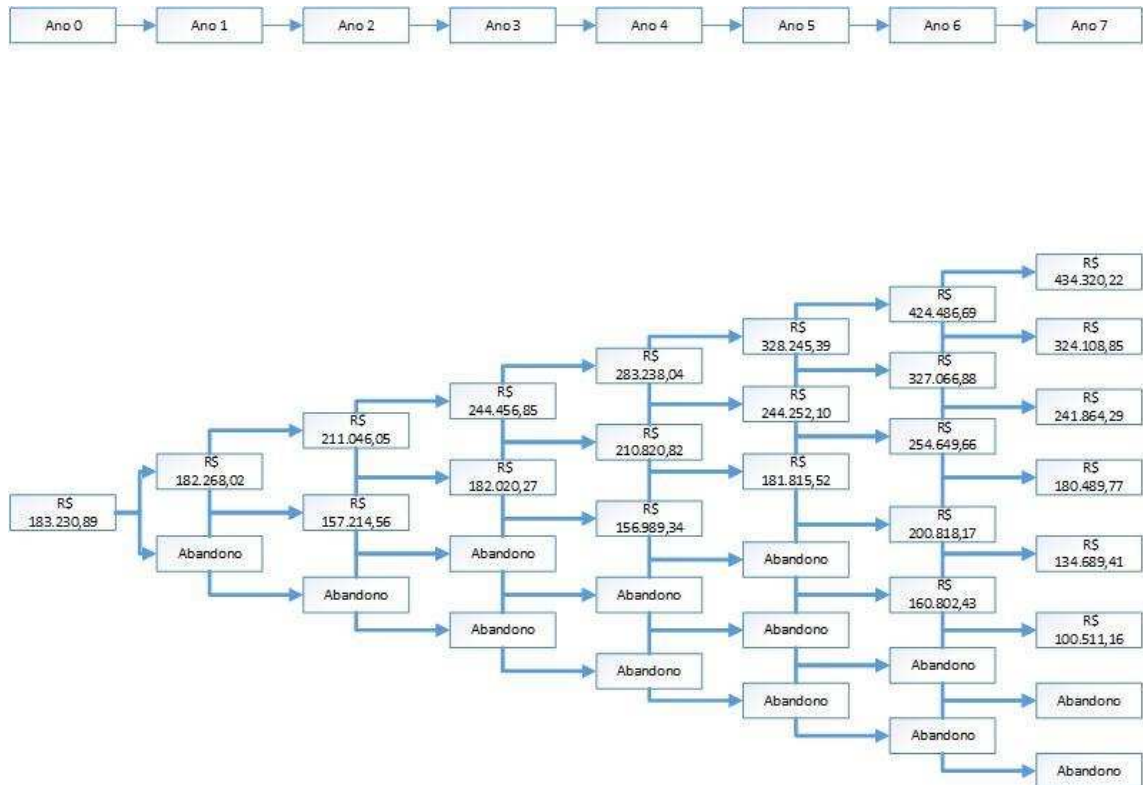 Ano 0
Ano 1
Ano 2
Ano 3
Ano 4
Ano 5
Ano 6
Ano 7
R$
183.230,89
R$
182.268,02
Abandono
R$
211.046,05
R$
157.214,56
Abandono
R$
244.456,85
R$
182.020,27
Abandono
Abandono
R$
283.238,04
R$
210.820,82
R$
156.989,34
Abandono
Abandono
R$
328.245,39
R$
244.252,10
R$
181.815,52
Abandono
Abandono
Abandono
R$
424.486,69
R$
327.066,88
R$
254.649,66
R$
200.818,17
R$
160.802,43
Abandono
Abandono
R$
434.320,22
R$
324.108,85
R$
241.864,29
R$
180.489,77
R$
134.689,41
R$
100.511,16
Abandono
Abandono